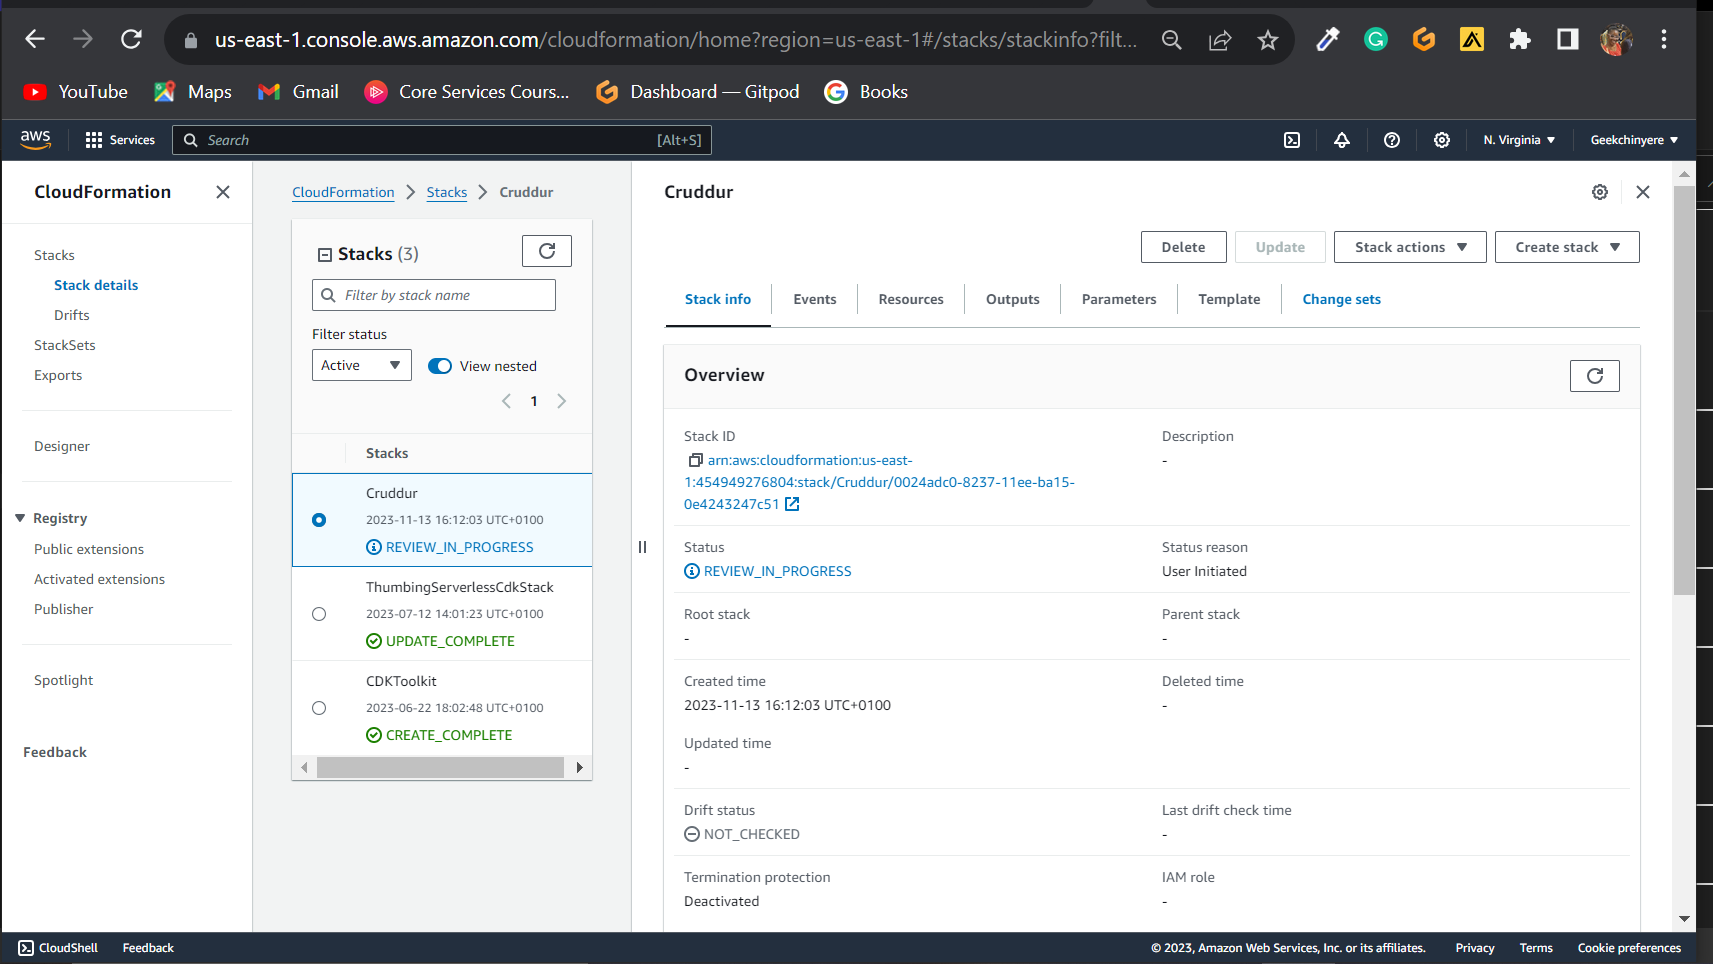 us-east-1.console.aws.amazon.com/cloudformation/home?region=us-east-1#/stacks/stackinfo?filt...
YouTube Maps Gmail Core Services Cours... Dashboard — Gitpod Books
aws Services Search [Alt+S] N. Virginia Geekchinyere
CloudFormation
Stacks
Stack details
Drifts
StackSets
Exports
Designer
Registry
Public extensions
Activated extensions
Publisher
Spotlight
Feedback
CloudFormation Stacks Cruddur
Stacks (3)
Filter by stack name
Filter status
Active View nested
1
Stacks
Cruddur
2023-11-13 16:12:03 UTC+0100
REVIEW_IN_PROGRESS
ThumbingServerlessCdkStack
2023-07-12 14:01:23 UTC+0100
UPDATE_COMPLETE
CDKToolkit
2023-06-22 18:02:48 UTC+0100
CREATE_COMPLETE
Cruddur
Delete Update Stack actions Create stack
Stack info Events Resources Outputs Parameters Template Change sets
Overview
Stack ID
arn:aws:cloudformation:us-east-
1:454949276804:stack/Cruddur/0024adc0-8237-11ee-ba15-
0e4243247c51
Description
-
Status
REVIEW_IN_PROGRESS
Status reason
User Initiated
Root stack
-
Parent stack
-
Created time
2023-11-13 16:12:03 UTC+0100
Deleted time
-
Updated time
-
Drift status
NOT_CHECKED
Last drift check time
-
Termination protection
Deactivated
IAM role
-
CloudShell Feedback © 2023, Amazon Web Services, Inc. or its affiliates. Privacy Terms Cookie preferences